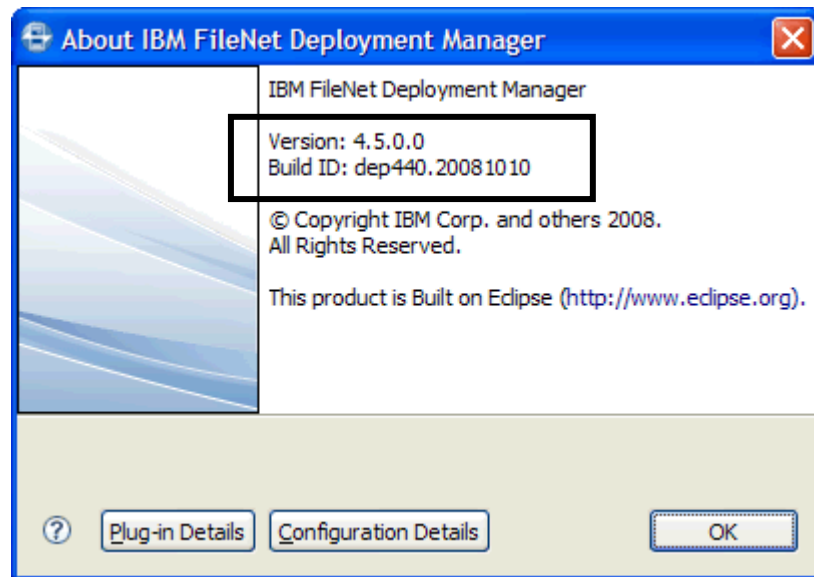 About IBM FileNet Deployment Manager
IBM FileNet Deployment Manager
Version: 4.5.0.0
Build ID: dep440.20081010
© Copyright IBM Corp. and others 2008.
All Rights Reserved.
This product is Built on Eclipse (http://www.eclipse.org).
? Plug-in Details Configuration Details OK